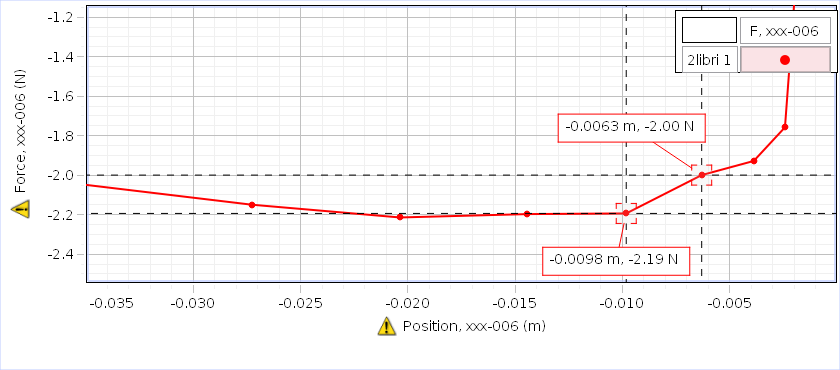 -1.2
-1.4
-1.6
-1.8
-2.0
-2.2
-2.4
Force, xxx-006 (N)
F, xxx-006
2libri 1
-0.0063 m, -2.00 N
-0.0098 m, -2.19 N
-0.035 -0.030 -0.025 -0.020 -0.015 -0.010 -0.005
Position, xxx-006 (m)